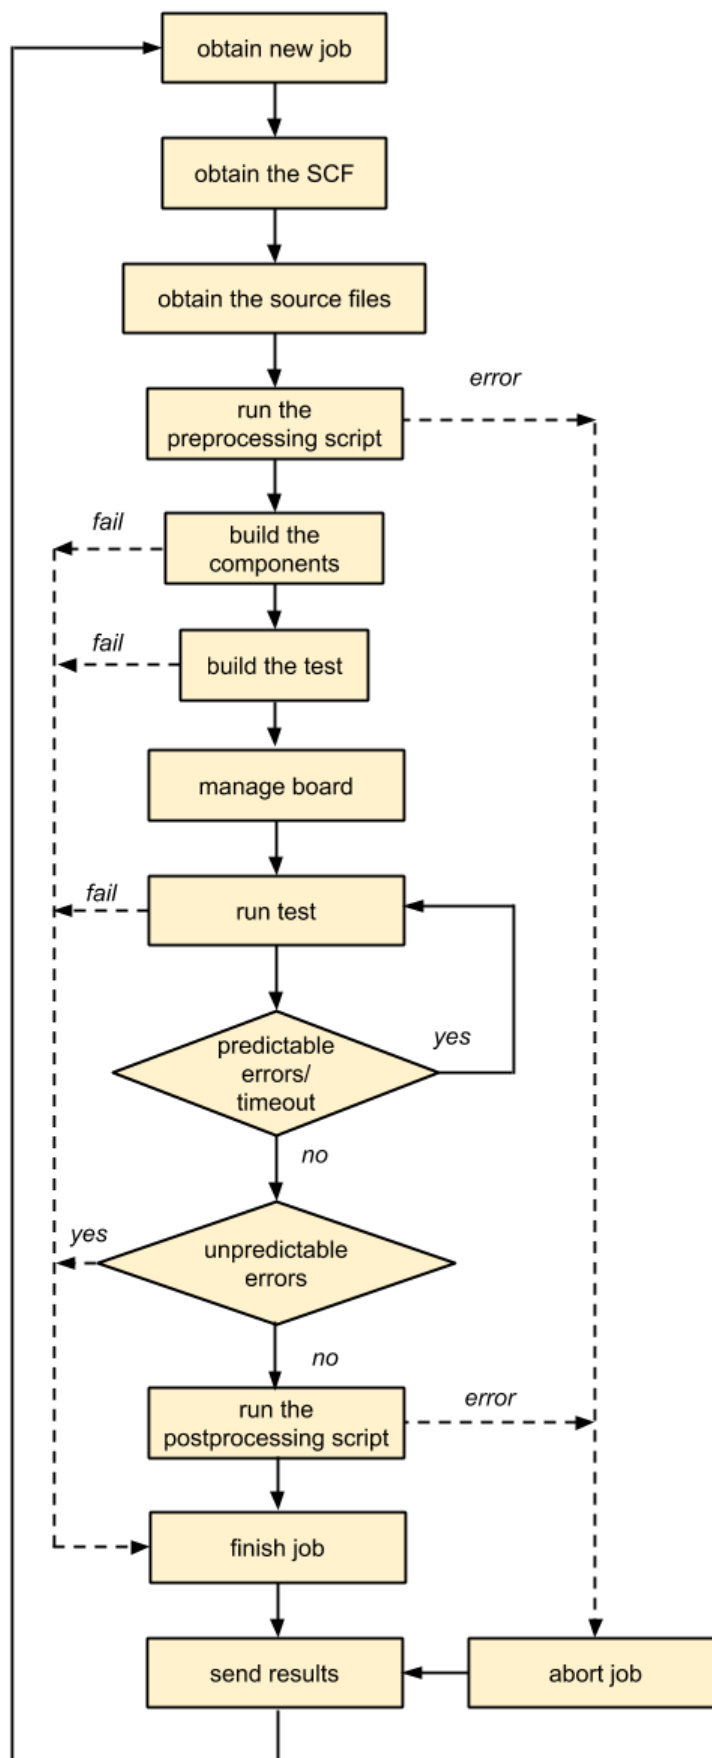 obtain new job
obtain the SCF
obtain the source files
error
run the
preprocessing script
fail
build the
components
fail
build the test
manage board
fail
run test
predictable
errors/
timeout
yes
no
yes
unpredictable
errors
no
run the
postprocessing script
error
finish job
send results
abort job